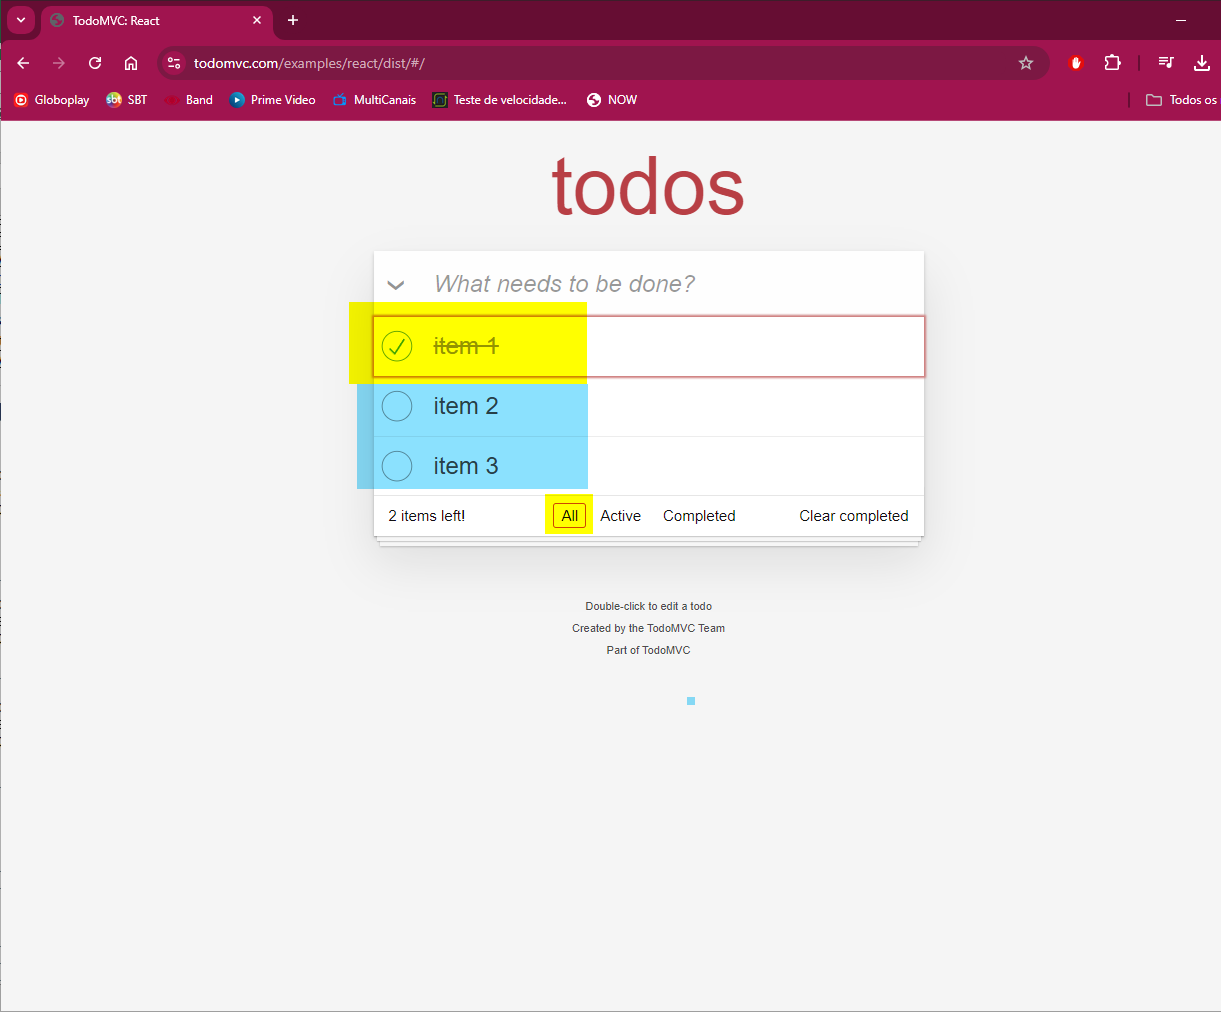 TodoMVC: React
todomvc.com/examples/react/dist/#/
Globoplay SBT Band Prime Video MultiCanais Teste de velocidade... NOW Todos os
todos
What needs to be done?
item 1
item 2
item 3
2 items left! All Active Completed Clear completed
Double-click to edit a todo
Created by the TodoMVC Team
Part of TodoMVC